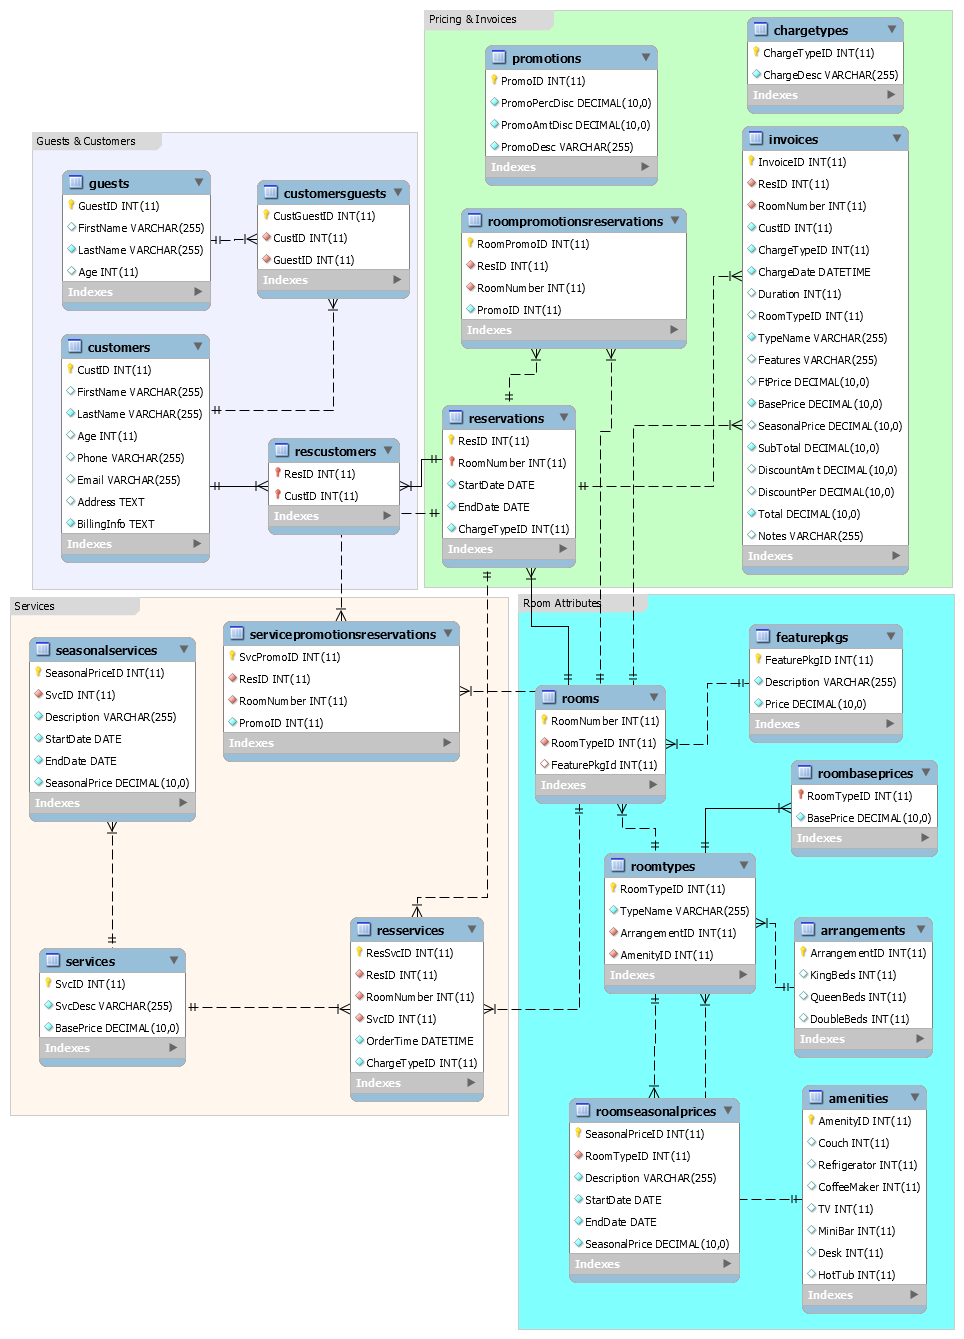 Pricing & Invoices
promotions
PromoID INT(11)
PromoPercDisc DECIMAL(10,0)
PromoAmtDisc DECIMAL(10,0)
PromoDesc VARCHAR(255)
Indexes
chargetypes
ChargeTypeID INT(11)
ChargeDesc VARCHAR(255)
Indexes
invoices
InvoiceID INT(11)
ResID INT(11)
RoomNumber INT(11)
CustID INT(11)
ChargeTypeID INT(11)
ChargeDate DATETIME
Duration INT(11)
RoomTypeID INT(11)
TypeName VARCHAR(255)
Features VARCHAR(255)
FtPrice DECIMAL(10,0)
BasePrice DECIMAL(10,0)
SeasonalPrice DECIMAL(10,0)
SubTotal DECIMAL(10,0)
DiscountAmt DECIMAL(10,0)
DiscountPer DECIMAL(10,0)
Total DECIMAL(10,0)
Notes VARCHAR(255)
Indexes
roompromotionsreservations
RoomPromoID INT(11)
ResID INT(11)
RoomNumber INT(11)
PromoID INT(11)
Indexes
reservations
ResID INT(11)
RoomNumber INT(11)
StartDate DATE
EndDate DATE
ChargeTypeID INT(11)
Indexes
Guests & Customers
guests
GuestID INT(11)
FirstName VARCHAR(255)
LastName VARCHAR(255)
Age INT(11)
Indexes
customersguests
CustGuestID INT(11)
CustID INT(11)
GuestID INT(11)
Indexes
customers
CustID INT(11)
FirstName VARCHAR(255)
LastName VARCHAR(255)
Age INT(11)
Phone VARCHAR(255)
Email VARCHAR(255)
Address TEXT
BillingInfo TEXT
Indexes
rescustomers
ResID INT(11)
CustID INT(11)
Indexes
Services
seasonalservices
SeasonalPriceID INT(11)
SvcID INT(11)
Description VARCHAR(255)
StartDate DATE
EndDate DATE
SeasonalPrice DECIMAL(10,0)
Indexes
servicepromotionsreservations
SvcPromoID INT(11)
ResID INT(11)
RoomNumber INT(11)
PromoID INT(11)
Indexes
services
SvcID INT(11)
SvcDesc VARCHAR(255)
BasePrice DECIMAL(10,0)
Indexes
resservices
ResSvcID INT(11)
ResID INT(11)
RoomNumber INT(11)
SvcID INT(11)
OrderTime DATETIME
ChargeTypeID INT(11)
Indexes
Room Attributes
rooms
RoomNumber INT(11)
RoomTypeID INT(11)
FeaturePkgId INT(11)
Indexes
featurepkgs
FeaturePkgID INT(11)
Description VARCHAR(255)
Price DECIMAL(10,0)
Indexes
roombaseprices
RoomTypeID INT(11)
BasePrice DECIMAL(10,0)
Indexes
roomtypes
RoomTypeID INT(11)
TypeName VARCHAR(255)
ArrangementID INT(11)
AmenityID INT(11)
Indexes
arrangements
ArrangementID INT(11)
KingBeds INT(11)
QueenBeds INT(11)
DoubleBeds INT(11)
Indexes
roomseasonalprices
SeasonalPriceID INT(11)
RoomTypeID INT(11)
Description VARCHAR(255)
StartDate DATE
EndDate DATE
SeasonalPrice DECIMAL(10,0)
Indexes
amenities
AmenityID INT(11)
Couch INT(11)
Refrigerator INT(11)
CoffeeMaker INT(11)
TV INT(11)
MiniBar INT(11)
Desk INT(11)
HotTub INT(11)
Indexes